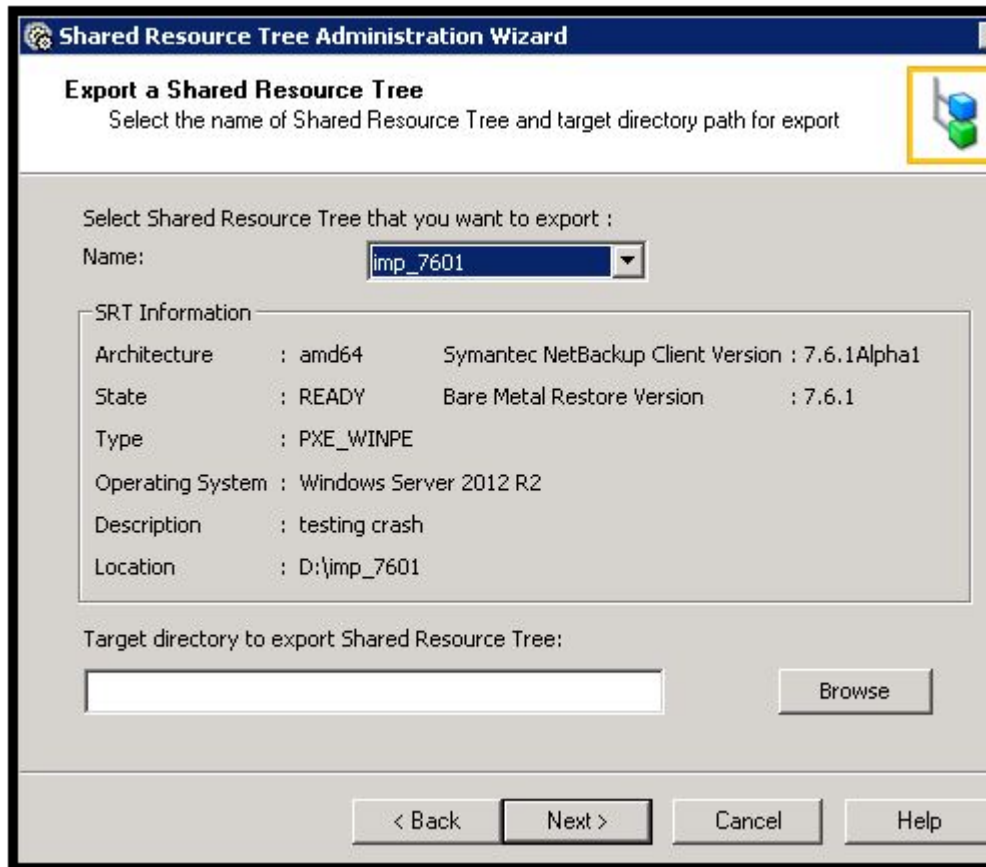 Shared Resource Tree Administration Wizard
Export a Shared Resource Tree
Select the name of Shared Resource Tree and target directory path for export
Select Shared Resource Tree that you want to export :
Name: imp_7601
SRT Information
Architecture : amd64 Symantec NetBackup Client Version : 7.6.1Alpha1
State : READY Bare Metal Restore Version : 7.6.1
Type : PXE_WINPE
Operating System : Windows Server 2012 R2
Description : testing crash
Location : D:\imp_7601
Target directory to export Shared Resource Tree:
Browse
< Back Next > Cancel Help